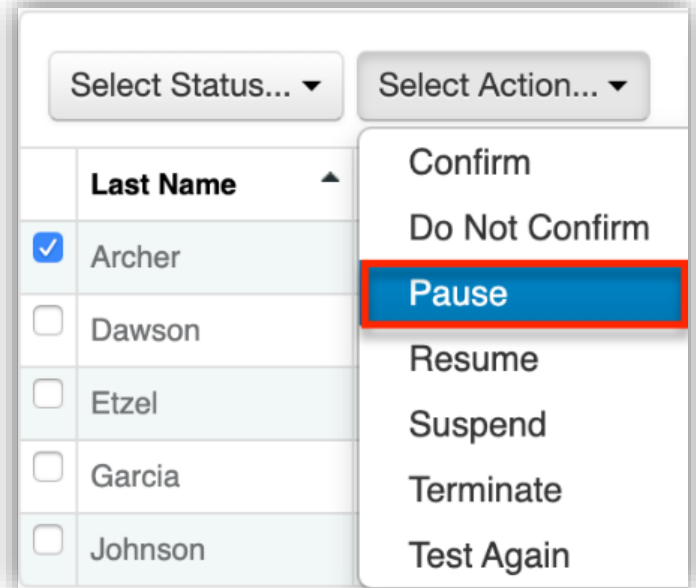 Select Status...
Select Action...
Last Name
Archer
Dawson
Etzel
Garcia
Johnson
Confirm
Do Not Confirm
Pause
Resume
Suspend
Terminate
Test Again